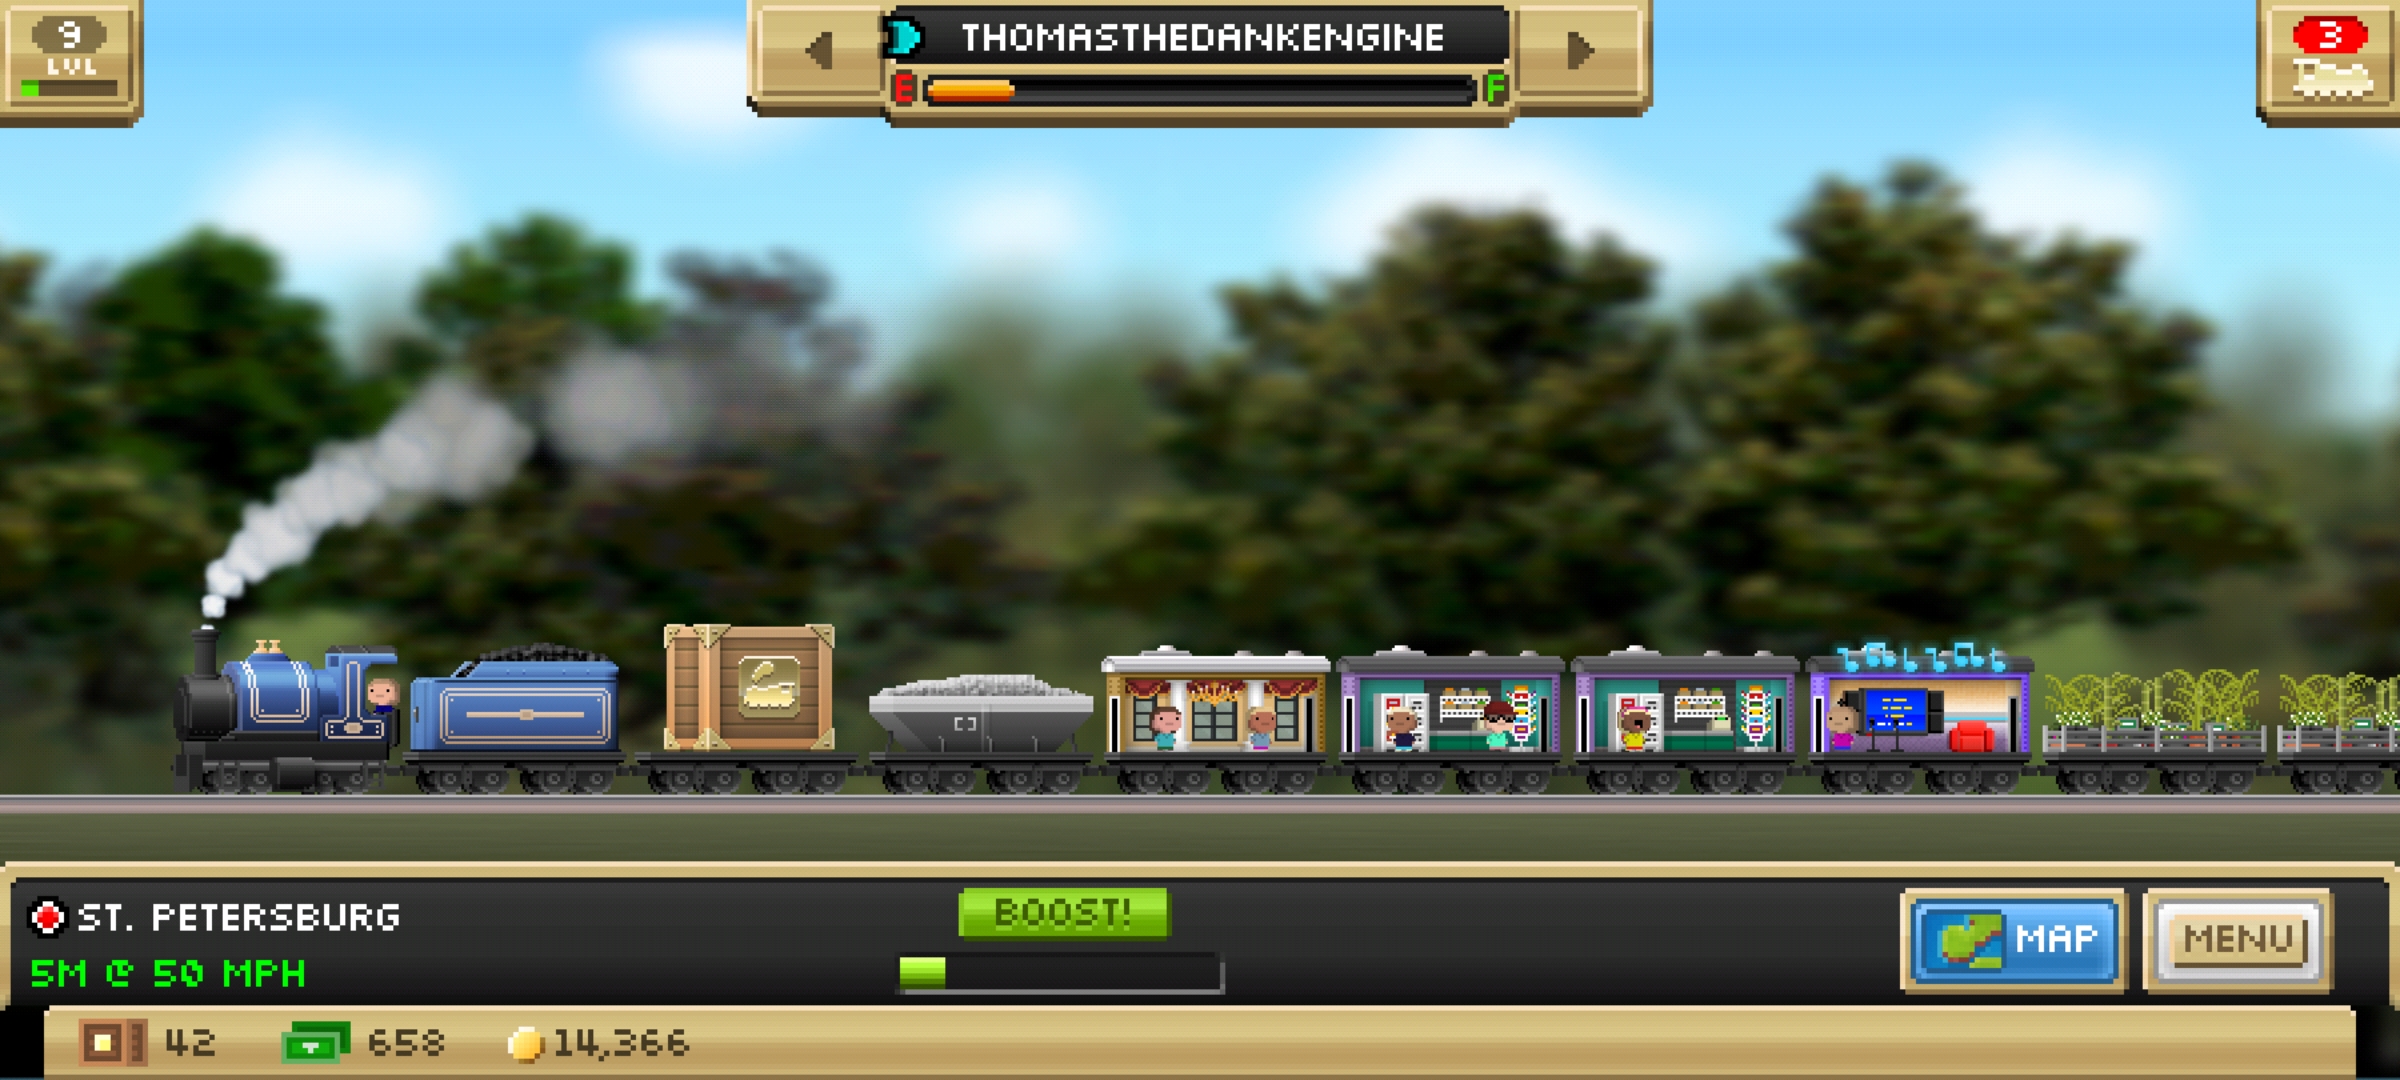 9
LVL
THOMASTHEDANKENGINE
E F
3
ST. PETERSBURG
5M @ 50 MPH
BOOST!
MAP
MENU
42
658
14,366